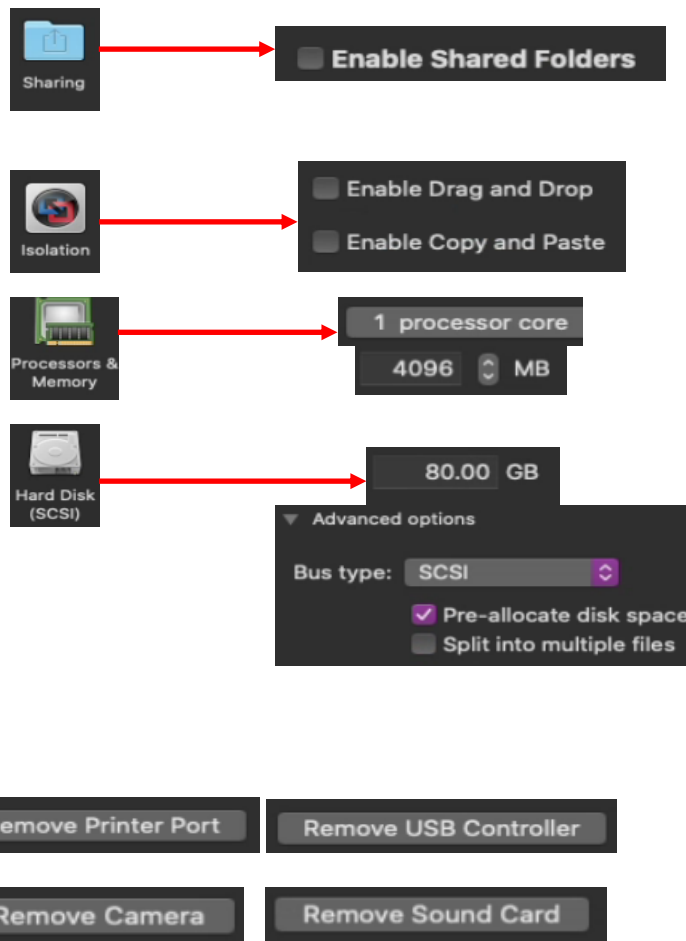 Sharing
Enable Shared Folders
Isolation
Enable Drag and Drop
Enable Copy and Paste
Processors &
Memory
1 processor core
4096 MB
Hard Disk
(SCSI)
80.00 GB
Advanced options
Bus type: SCSI
Pre-allocate disk space
Split into multiple files
emove Printer Port
Remove USB Controller
Remove Camera
Remove Sound Card